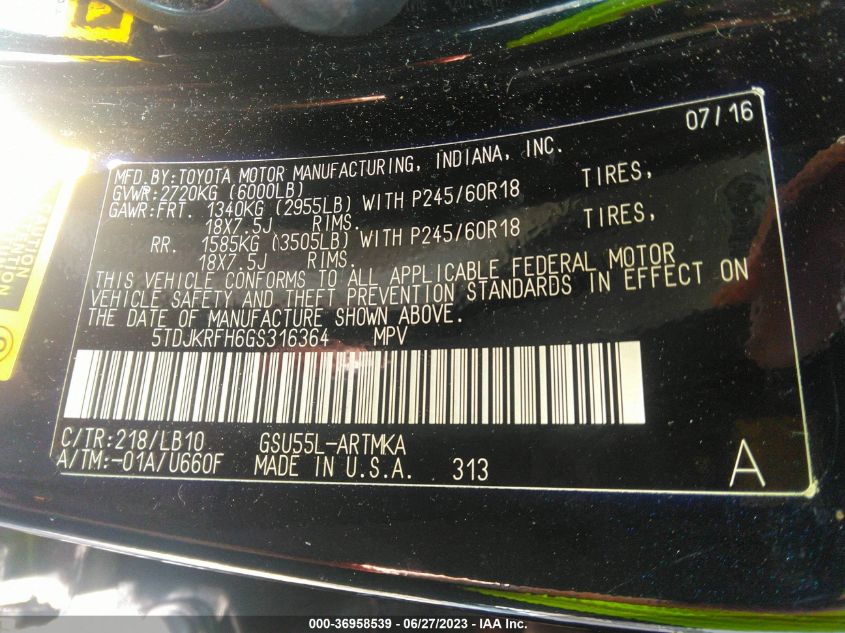 07/16
MFD.BY:TOYOTA MOTOR MANUFACTURING, INDIANA, INC.
GVWR:2720KG (6000LB)
GAWR:FRT. 1340KG (2955LB) WITH P245/60R18 TIRES,
18X7.5J RIMS.
RR. 1585KG (3505LB) WITH P245/60R18 TIRES,
18X7.5J RIMS.
THIS VEHICLE CONFORMS TO ALL APPLICABLE FEDERAL MOTOR
VEHICLE SAFETY AND THEFT PREVENTION STANDARDS IN EFFECT ON
THE DATE OF MANUFACTURE SHOWN ABOVE.
5TDJKRFH6GS316364 MPV
C/TR:218/LB10 GSU55L-ARTMKA
A/TM:-01A/U660F MADE IN U.S.A. 313
A
CAUTION
ATTENTION
000-36958539 - 06/27/2023 - IAA Inc.